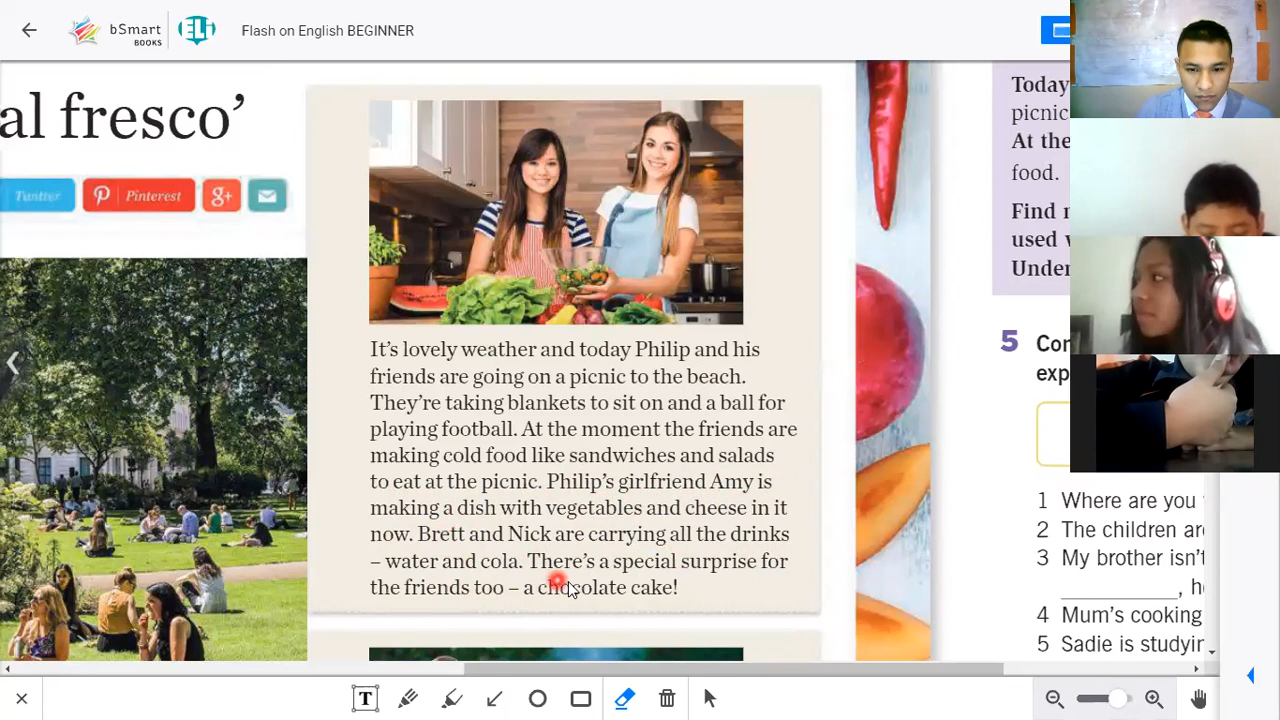 bSmart
BOOKS
ELi
Flash on English BEGINNER
al fresco’
Twitter
Pinterest
g+
It’s lovely weather and today Philip and his
friends are going on a picnic to the beach.
They’re taking blankets to sit on and a ball for
playing football. At the moment the friends are
making cold food like sandwiches and salads
to eat at the picnic. Philip’s girlfriend Amy is
making a dish with vegetables and cheese in it
now. Brett and Nick are carrying all the drinks
– water and cola. There’s a special surprise for
the friends too – a chocolate cake!
Today
picnic
At the
food.
Find
used
Under
5
Con
exp
1 Where are you
2 The children are
3 My brother isn’t
________, he
4 Mum’s cooking
5 Sadie is studyin
T